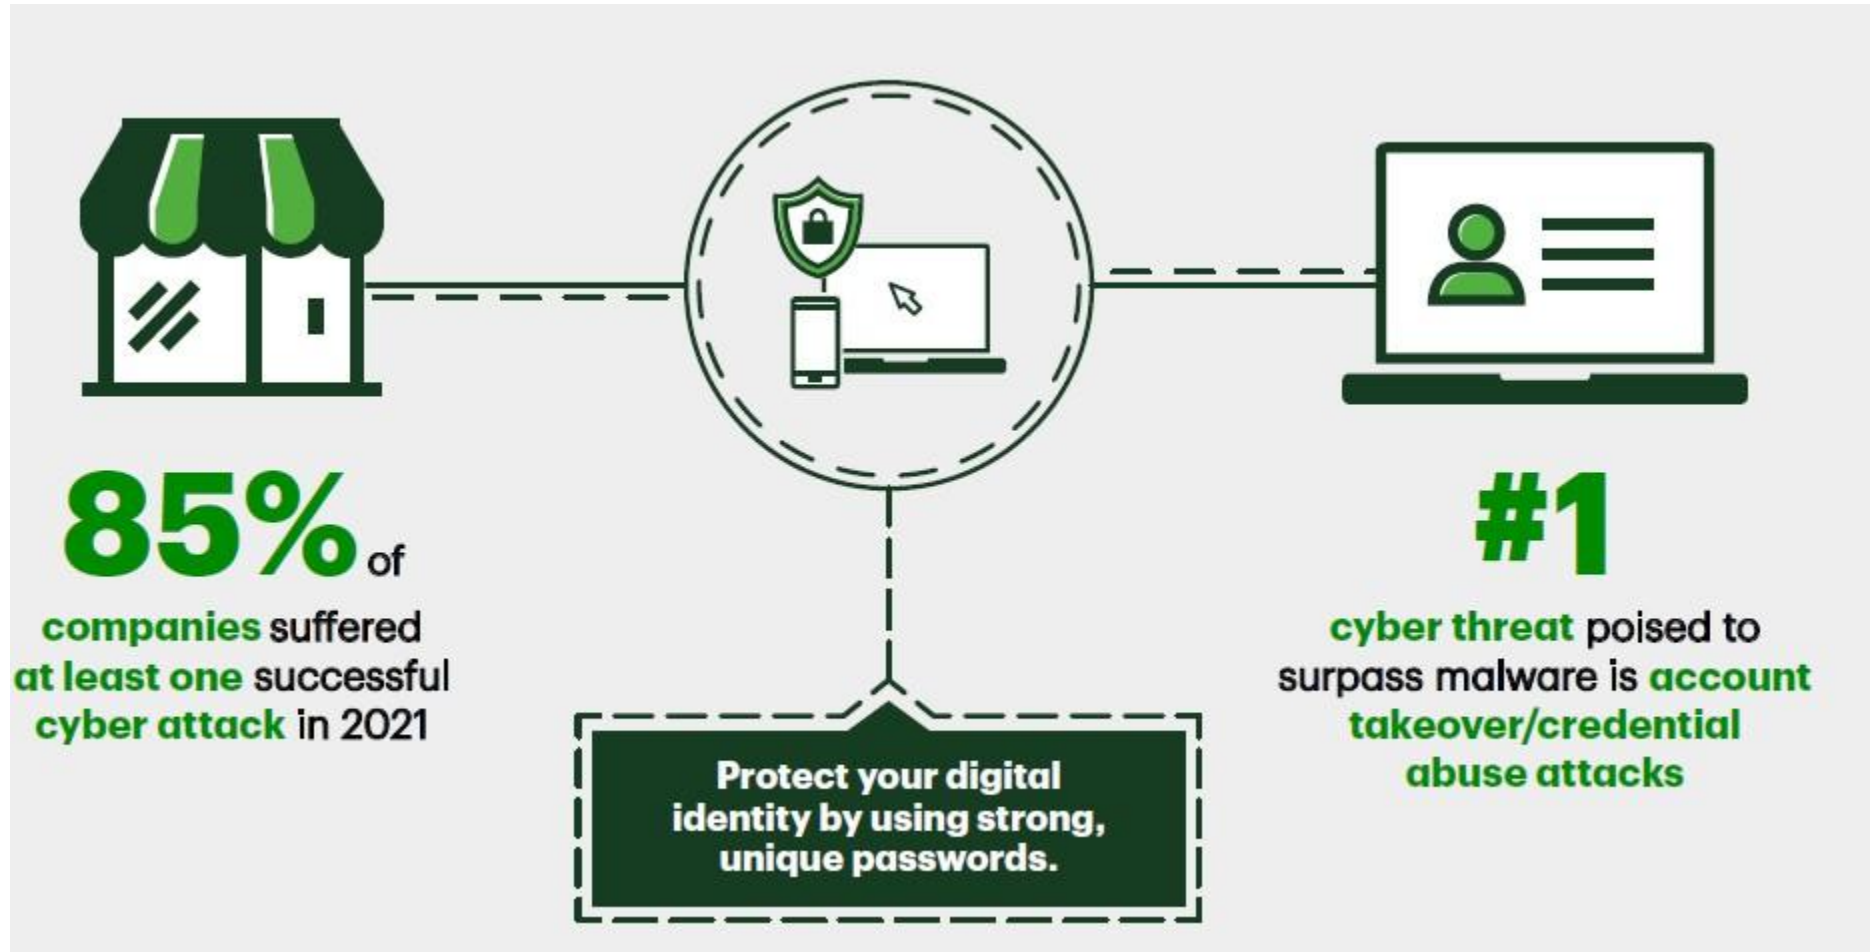 85% of
companies suffered
at least one successful
cyber attack in 2021
Protect your digital
identity by using strong,
unique passwords.
#1
cyber threat poised to
surpass malware is account
takeover/credential
abuse attacks